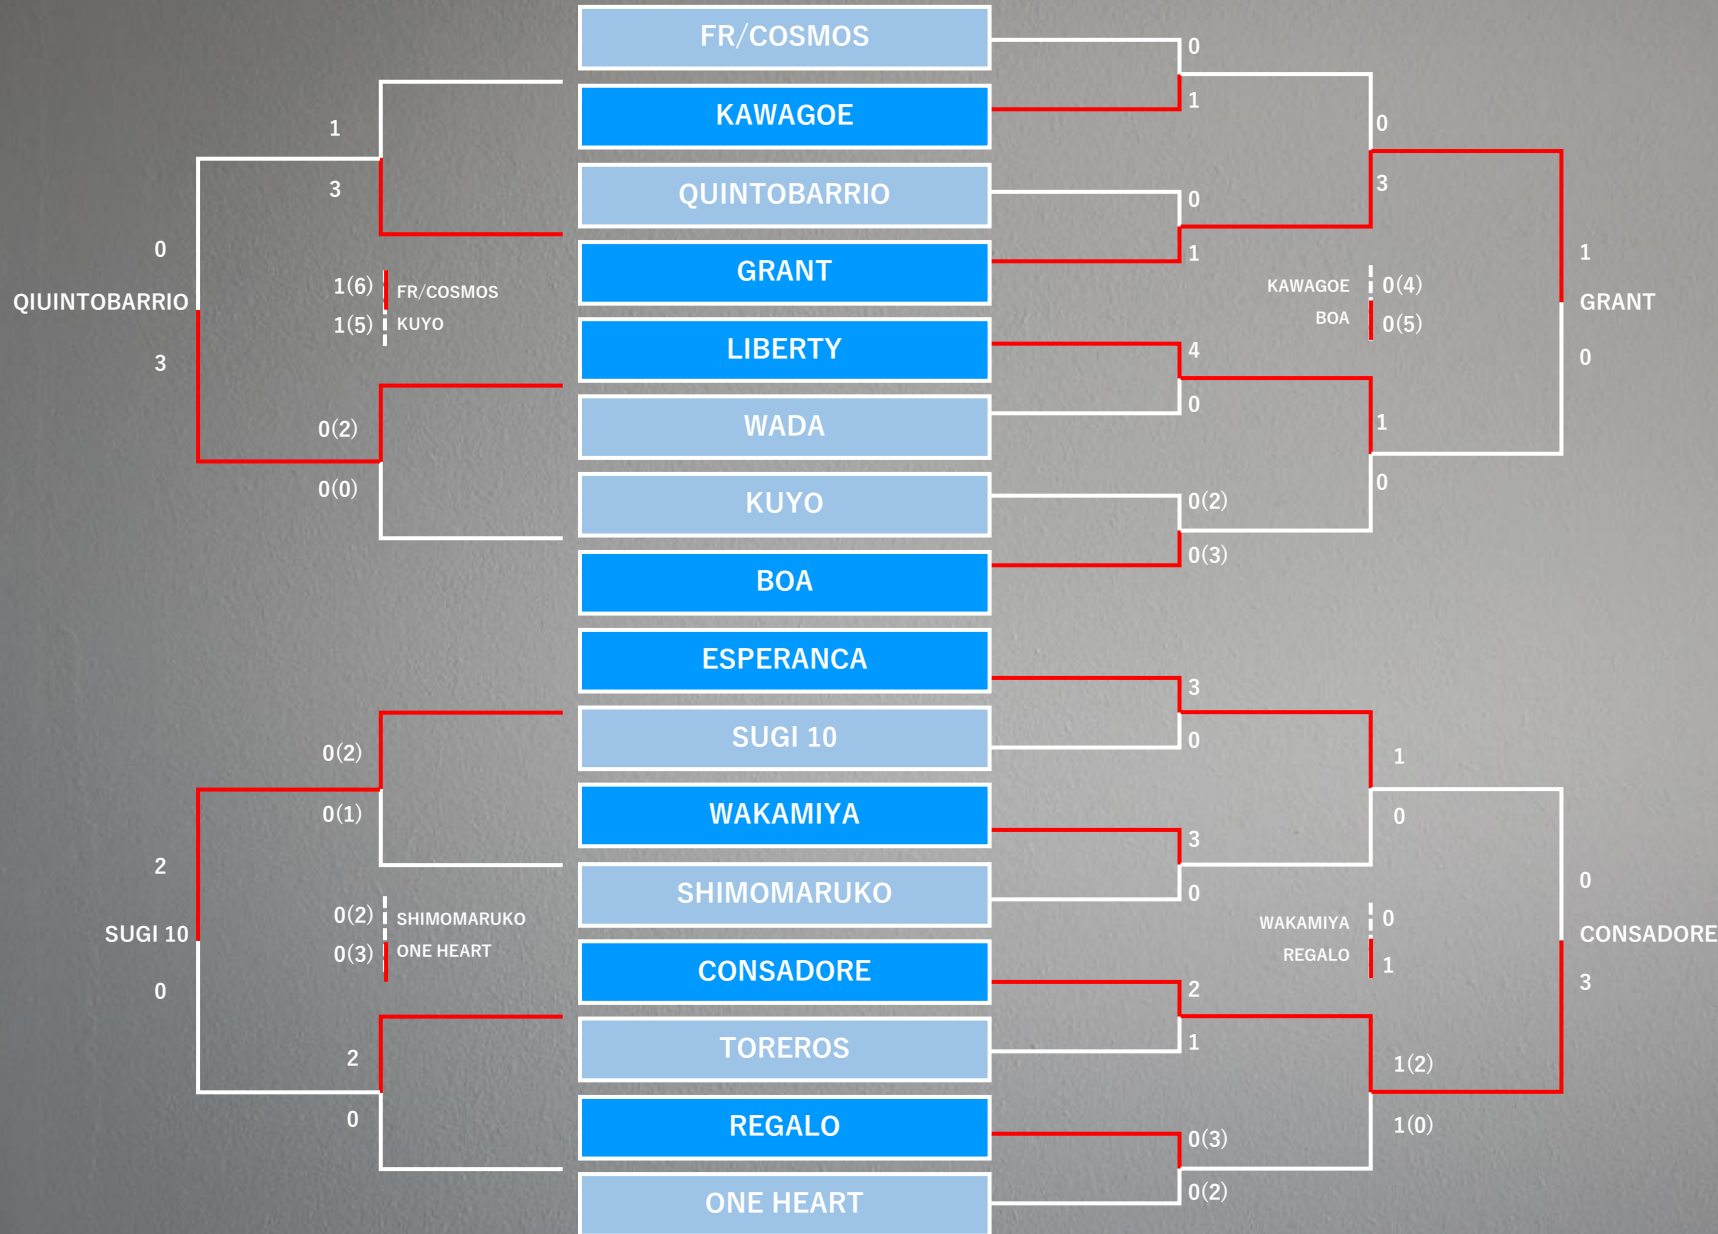 FR/COSMOS
KAWAGOE
QUINTOBARRIO
GRANT
LIBERTY
WADA
KUYO
BOA
ESPERANCA
SUGI 10
WAKAMIYA
SHIMOMARUKO
CONSADORE
TOREROS
REGALO
ONE HEART
1
3
0
QIUINTOBARRIO
3
1(6) FR/COSMOS
1(5) KUYO
0(2)
0(0)
0(2)
0(1)
2
SUGI 10
0
0(2) SHIMOMARUKO
0(3) ONE HEART
2
0
0
1
0
1
4
0
0(2)
0(3)
3
0
3
0
2
1
0(3)
0(2)
0
3
KAWAGOE 0(4)
BOA 0(5)
1
0
1
GRANT
0
1
0
WAKAMIYA 0
REGALO 1
1(2)
1(0)
0
CONSADORE
3